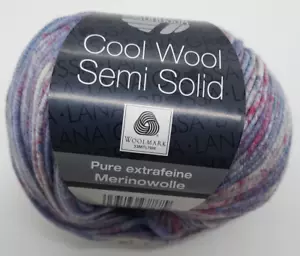 Cool Wool
Semi Solid
WOOLMARK
Pure extrafeine
Merinowolle